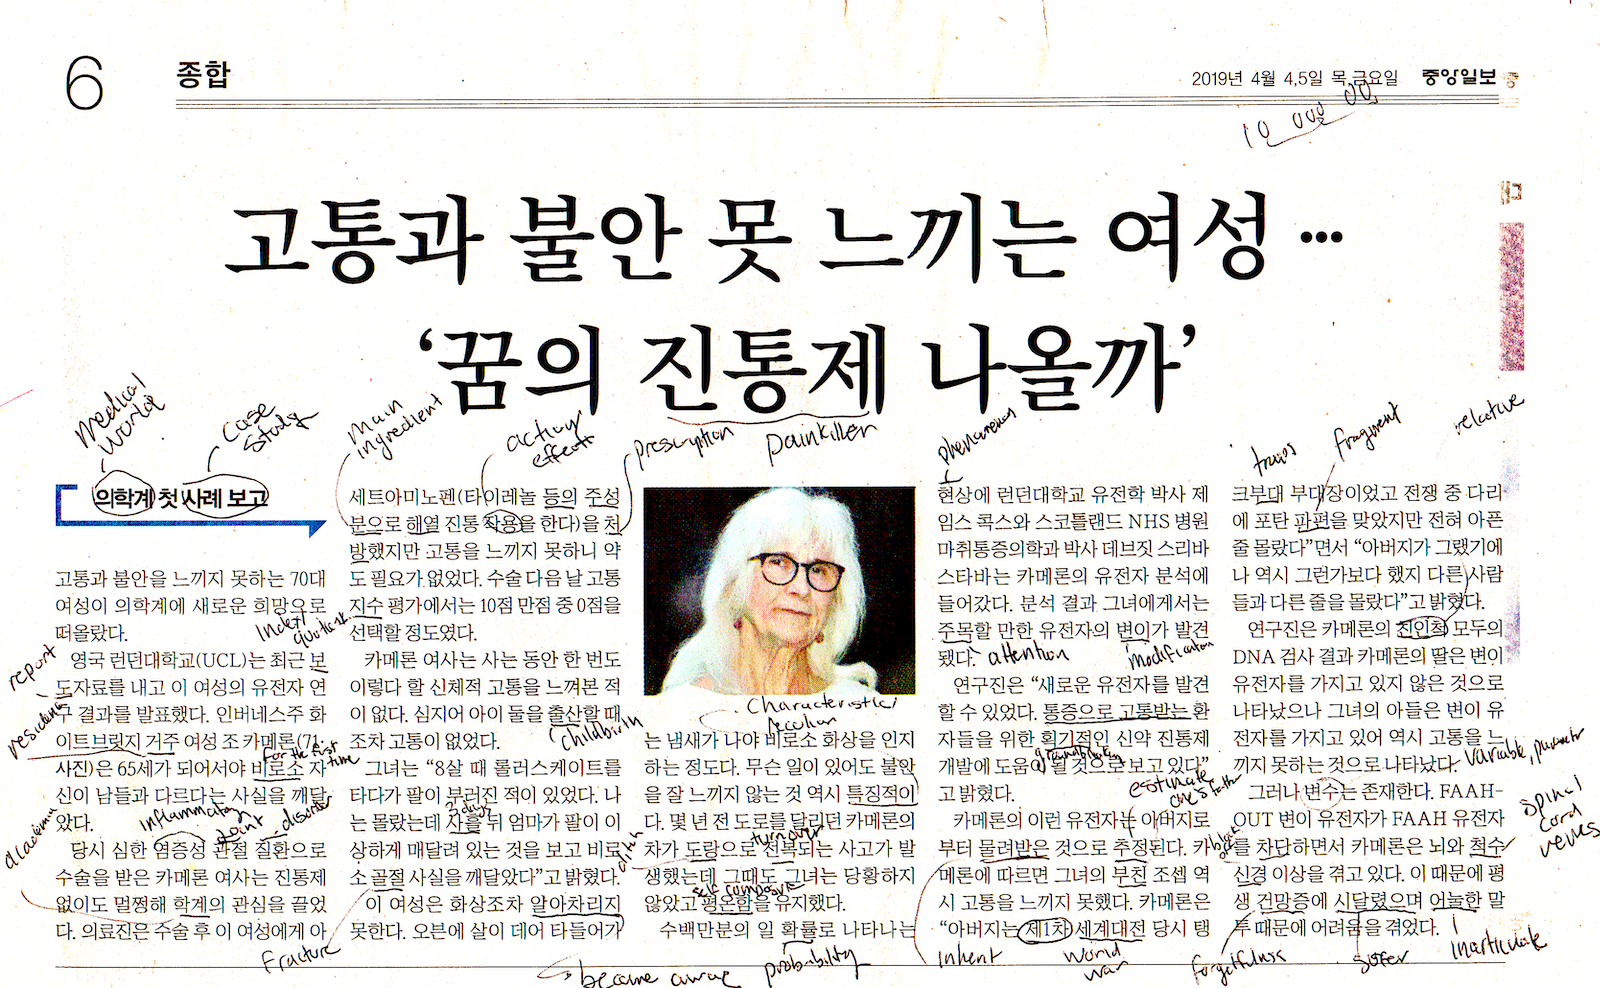 6
종합
2019년 4월 4,5일 목,금요일 중앙일보
10 000 00
고통과 불안 못 느끼는 여성…
‘꿈의 진통제 나올까’
medical world
case study
main ingredient
action effect
prescription
painkiller
phenomenon
fragment
relative
의학계 첫 사례 보고
고통과 불안을 느끼지 못하는 70대
여성이 의학계에 새로운 희망으로
떠올랐다.
영국 런던대학교(UCL)는 최근 보
도자료를 내고 이 여성의 유전자 연
구 결과를 발표했다. 인버네스주 화
이트브릿지 거주 여성 조 카메론(71·
사진)은 65세가 되어서야 비로소 자
신이 남들과 다르다는 사실을 깨달
았다.
당시 심한 염증성 관절 질환으로
수술을 받은 카메론 여사는 진통제
없이도 멀쩡해 학계의 관심을 끌었
다. 의료진은 수술 후 이 여성에게 아
세트아미노펜(타이레놀 등의 주성
분으로 해열 진통 작용을 한다)을 처
방했지만 고통을 느끼지 못하니 약
도 필요가 없었다. 수술 다음 날 고통
지수 평가에서는 10점 만점 중 0점을
선택할 정도였다.
카메론 여사는 사는 동안 한 번도
이렇다 할 신체적 고통을 느껴본 적
이 없다. 심지어 아이 둘을 출산할 때
조차 고통이 없었다.
그녀는 “8살 때 롤러스케이트를
타다가 팔이 부러진 적이 있었다. 나
는 몰랐는데 사흘 뒤 엄마가 팔이 이
상하게 매달려 있는 것을 보고 비로
소 골절 사실을 깨달았다”고 밝혔다.
이 여성은 화상조차 알아차리지
못한다. 오븐에 살이 데어 타들어가
는 냄새가 나야 비로소 화상을 인지
하는 정도다. 무슨 일이 있어도 불안
을 잘 느끼지 않는 것 역시 특징적이
다. 몇 년 전 도로를 달리던 카메론의
차가 도랑으로 전복되는 사고가 발
생했는데 그때도 그녀는 당황하지
않았고 평온함을 유지했다.
수백만분의 일 확률로 나타나는
현상에 런던대학교 유전학 박사 제
임스 콕스와 스코틀랜드 NHS 병원
마취통증의학과 박사 데브짓 스리바
스타바는 카메론의 유전자 분석에
들어갔다. 분석 결과 그녀에게서는
주목할 만한 유전자의 변이가 발견
됐다.
연구진은 “새로운 유전자를 발견
할 수 있었다. 통증으로 고통받는 환
자들을 위한 획기적인 신약 진통제
개발에 도움이 될 것으로 보고 있다”
고 밝혔다.
카메론의 이런 유전자는 아버지로
부터 물려받은 것으로 추정된다. 카
메론에 따르면 그녀의 부친 조셉 역
시 고통을 느끼지 못했다. 카메론은
“아버지는 제1차 세계대전 당시 탱
크부대 부대장이었고 전쟁 중 다리
에 포탄 파편을 맞았지만 전혀 아픈
줄 몰랐다”면서 “아버지가 그랬기에
나 역시 그런가보다 했지 다른 사람
들과 다른 줄을 몰랐다”고 밝혔다.
연구진은 카메론의 친인척 모두의
DNA 검사 결과 카메론의 딸은 변이
유전자를 가지고 있지 않은 것으로
나타났으나 그녀의 아들은 변이 유
전자를 가지고 있어 역시 고통을 느
끼지 못하는 것으로 나타났다.
그러나 변수는 존재한다. FAAH-
OUT 변이 유전자가 FAAH 유전자
를 차단하면서 카메론은 뇌와 척수
신경 이상을 겪고 있다. 이 때문에 평
생 건망증에 시달렸으며 어눌한 말
투 때문에 어려움을 겪었다.
index/
quotient
report
residence
for the first
time
inflammation
joint
disorder
academia
fracture
childbirth
3 days
characteristic/
peculiar
turnover
ditch
self composure
became aware
probability
attention
modification
groundbreaking
estimate
one's father
inherit
world
war
block
variable, parameter
spinal
cord
nerves
forgetfulness
suffer
inarticulate